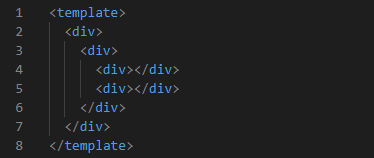 1 <template>
2   <div>
3     <div>
4       <div></div>
5       <div></div>
6     </div>
7   </div>
8 </template>